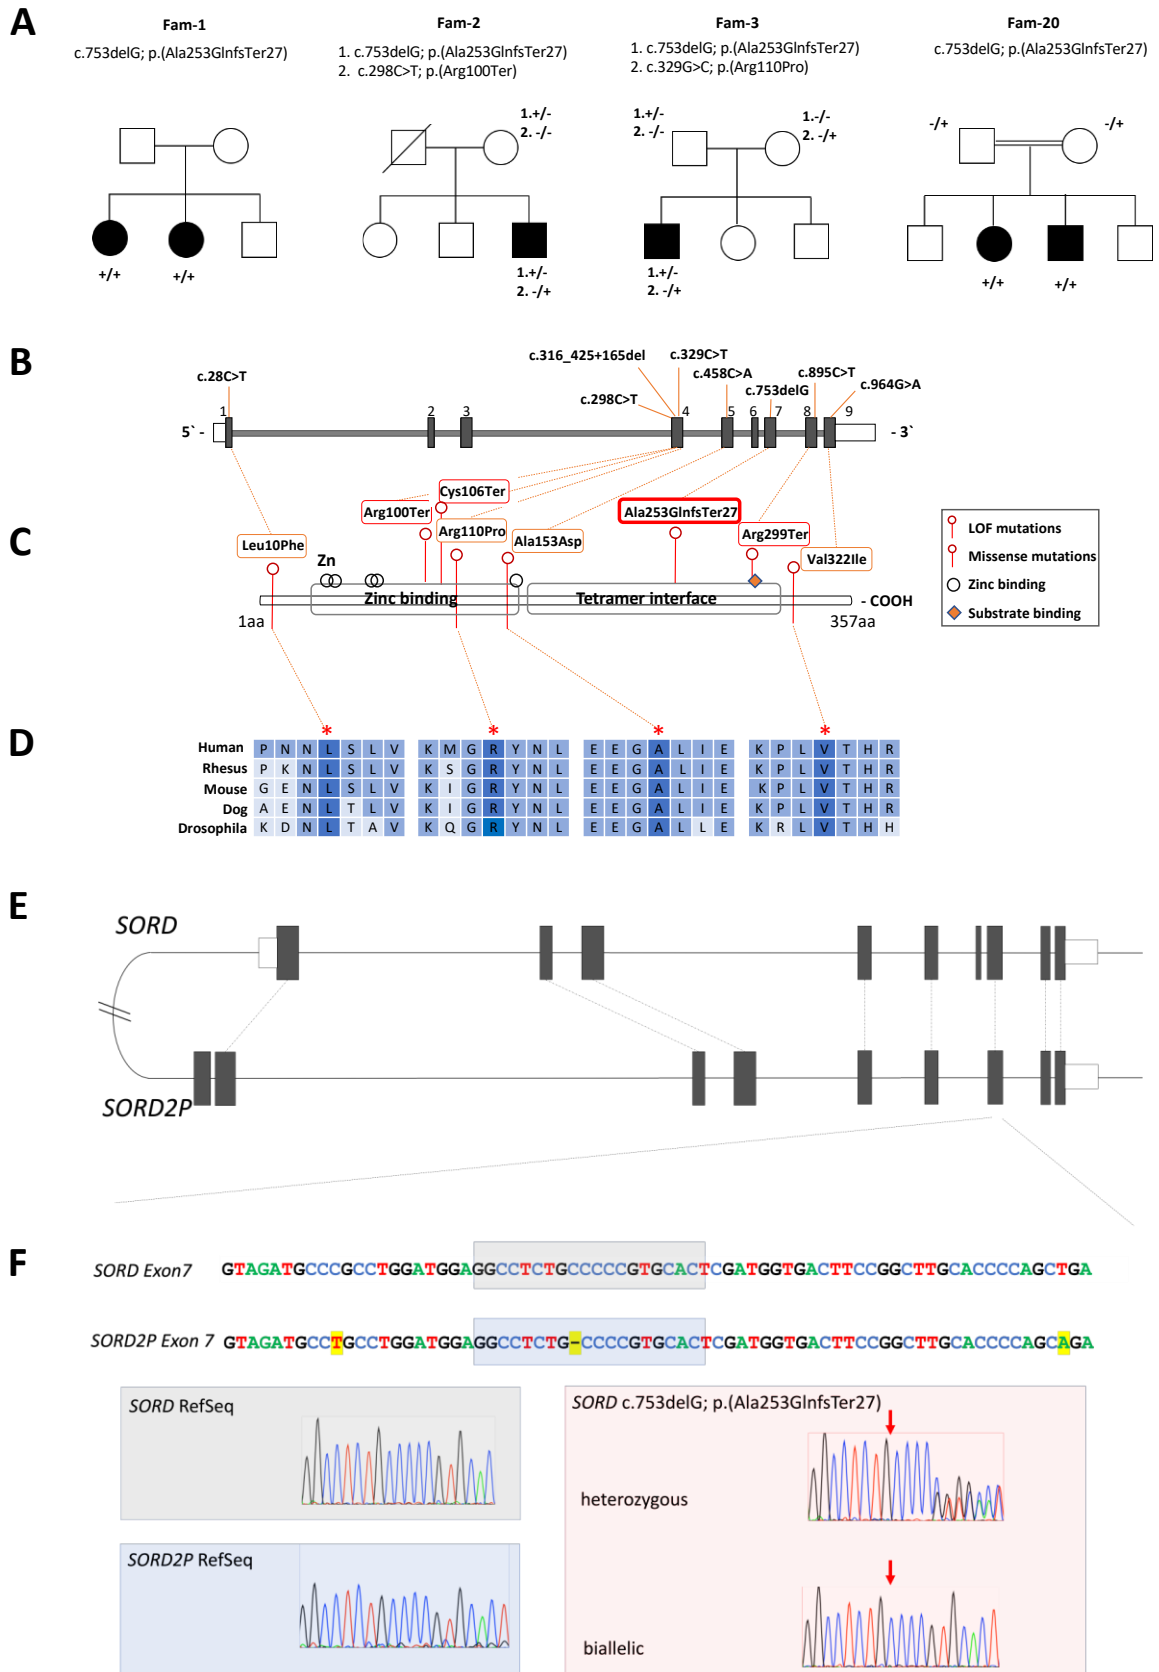 A
Fam-1
c.753delG; p.(Ala253GlnfsTer27)
+/+
+/+
Fam-2
1. c.753delG; p.(Ala253GlnfsTer27)
2. c.298C>T; p.(Arg100Ter)
1.+/-
2. -/-
1.+/-
2. -/+
Fam-3
1. c.753delG; p.(Ala253GlnfsTer27)
2. c.329G>C; p.(Arg110Pro)
1.+/-
2. -/-
1.-/-
2. -/+
1.+/-
2. -/+
Fam-20
c.753delG; p.(Ala253GlnfsTer27)
-/+
-/+
+/+
+/+
B
c.28C>T
c.316_425+165del
c.298C>T
c.329C>T
c.458C>A
c.753delG
c.895C>T
c.964G>A
5` -
1
2
3
4
5
6
7
8
9
- 3`
C
Leu10Phe
Arg100Ter
Cys106Ter
Arg110Pro
Ala153Asp
Ala253GlnfsTer27
Arg299Ter
Val322Ile
Zn
Zinc binding
Tetramer interface
- COOH
1aa
357aa
LOF mutations
Missense mutations
Zinc binding
Substrate binding
D
* * * *
Human P N N L S L V K M G R Y N L E E G A L I E K P L V T H R
Rhesus P K N L S L V K S G R Y N L E E G A L I E K P L V T H R
Mouse G E N L S L V K I G R Y N L E E G A L I E K P L V T H R
Dog A E N L T L V K I G R Y N L E E G A L I E K P L V T H R
Drosophila K D N L T A V K Q G R Y N L E E G A L L E K R L V T H H
E
SORD
SORD2P
F
SORD Exon7 GTAGATGCCCGCCTGGATGGAGGCCTCTGCCCCCGTGCACTCGATGGTGACTTCCGGCTTGCACCCCAGCTGA
SORD2P Exon 7 GTAGATGCCTGCCTGGATGGAGGCCTCTG-CCCCGTGCACTCGATGGTGACTTCCGGCTTGCACCCCAGCAGA
SORD RefSeq
SORD2P RefSeq
SORD c.753delG; p.(Ala253GlnfsTer27)
heterozygous
biallelic